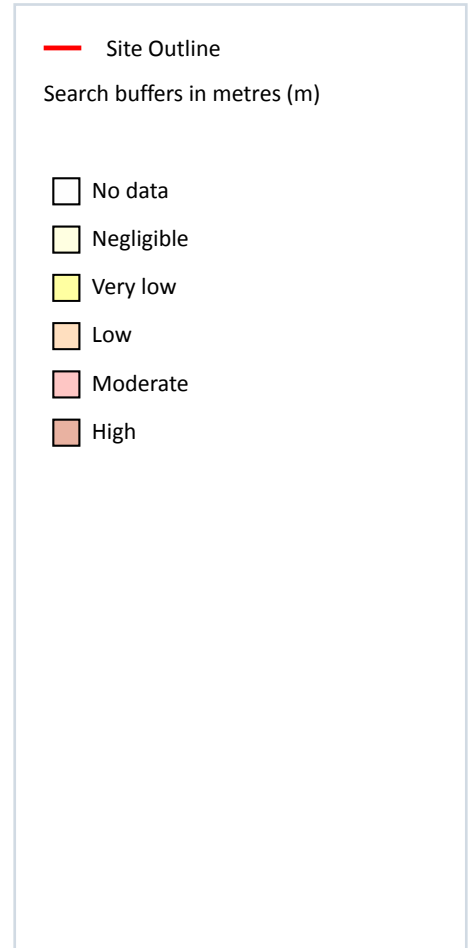 Site Outline
Search buffers in metres (m)
No data
Negligible
Very low
Low
Moderate
High